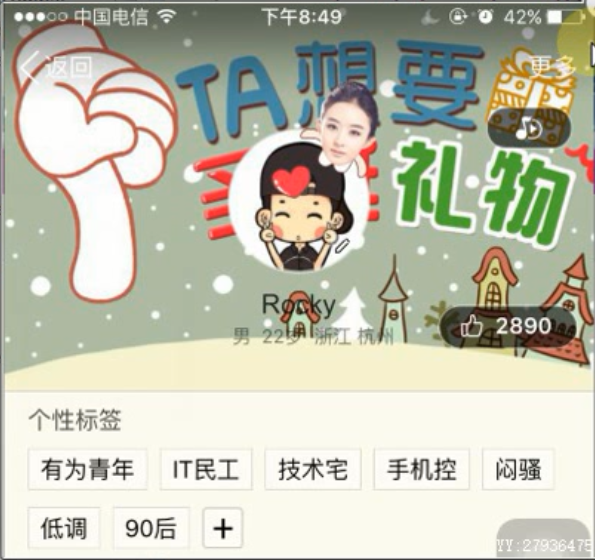 中国电信 下午8:49 42%
返回 更多
TA想要
礼物
Rocky
男 22岁 浙江 杭州
2890
个性标签
有为青年 IT民工 技术宅 手机控 闷骚
低调 90后 +
YY:27936475